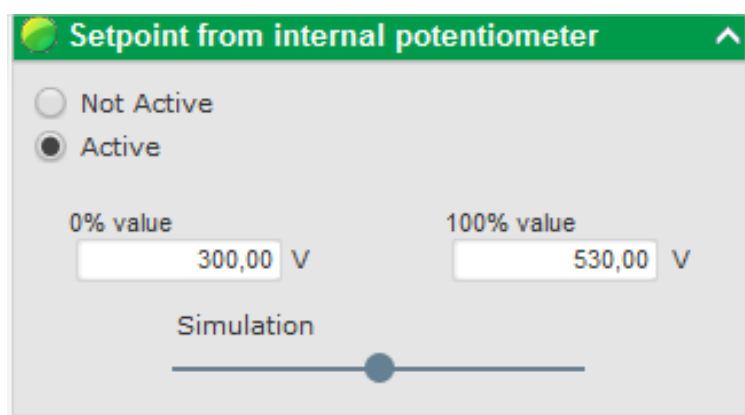 Setpoint from internal potentiometer
Not Active
Active
0% value 100% value
300,00 V 530,00 V
Simulation